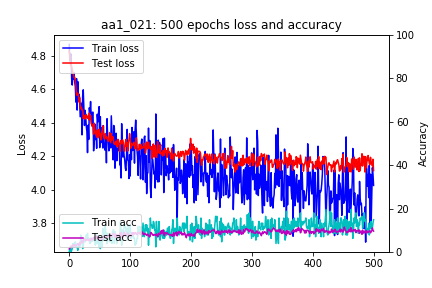 aa1_021: 500 epochs loss and accuracy
Train loss
Test loss
Train acc
Test acc
Loss
4.8
4.6
4.4
4.2
4.0
3.8
Accuracy
100
80
60
40
20
0
0 100 200 300 400 500